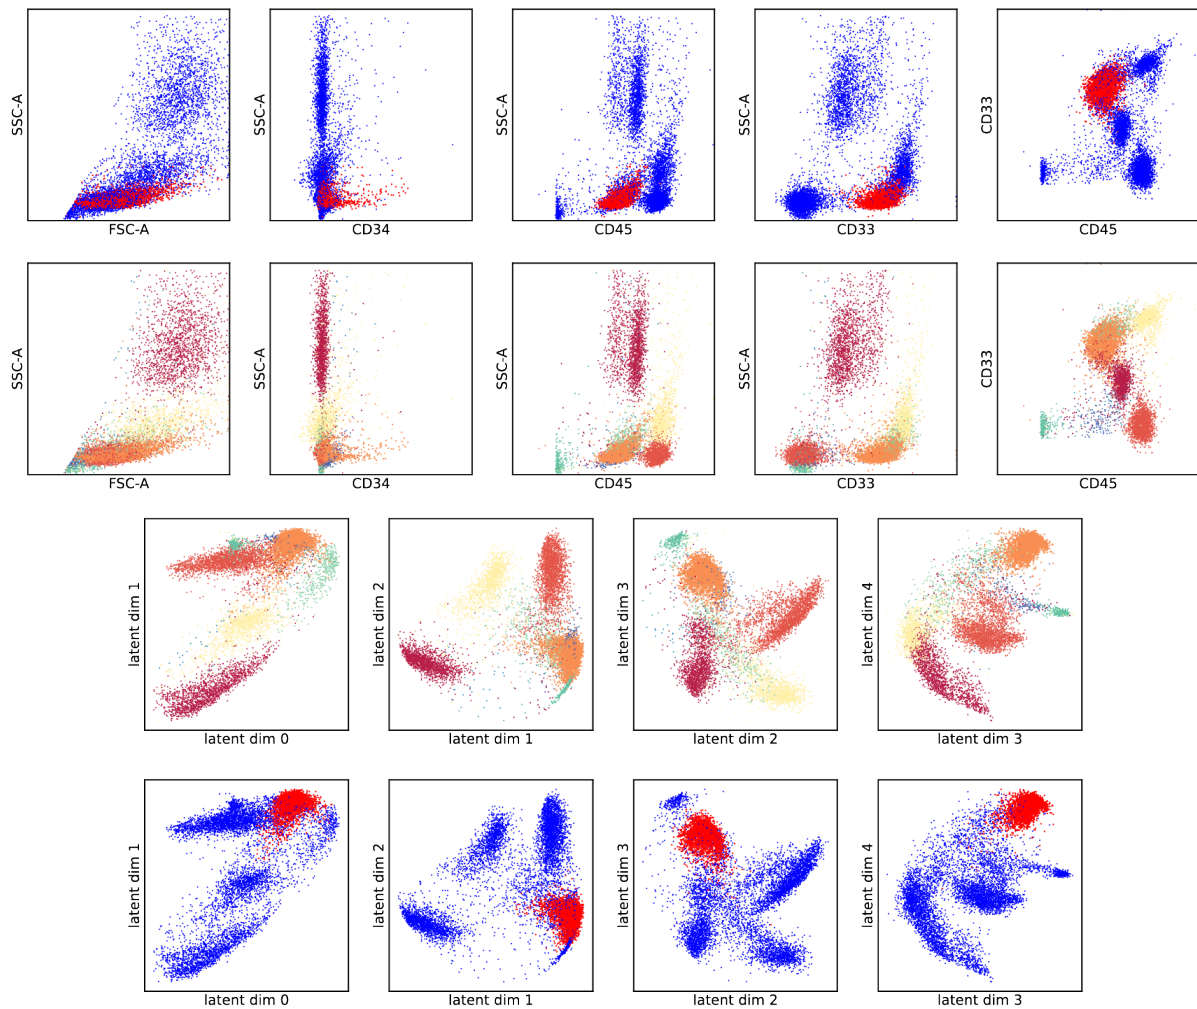 SSC-A
FSC-A
SSC-A
CD34
SSC-A
CD45
SSC-A
CD33
CD33
CD45
SSC-A
FSC-A
SSC-A
CD34
SSC-A
CD45
SSC-A
CD33
CD33
CD45
latent dim 1
latent dim 0
latent dim 2
latent dim 1
latent dim 3
latent dim 2
latent dim 4
latent dim 3
latent dim 1
latent dim 0
latent dim 2
latent dim 1
latent dim 3
latent dim 2
latent dim 4
latent dim 3